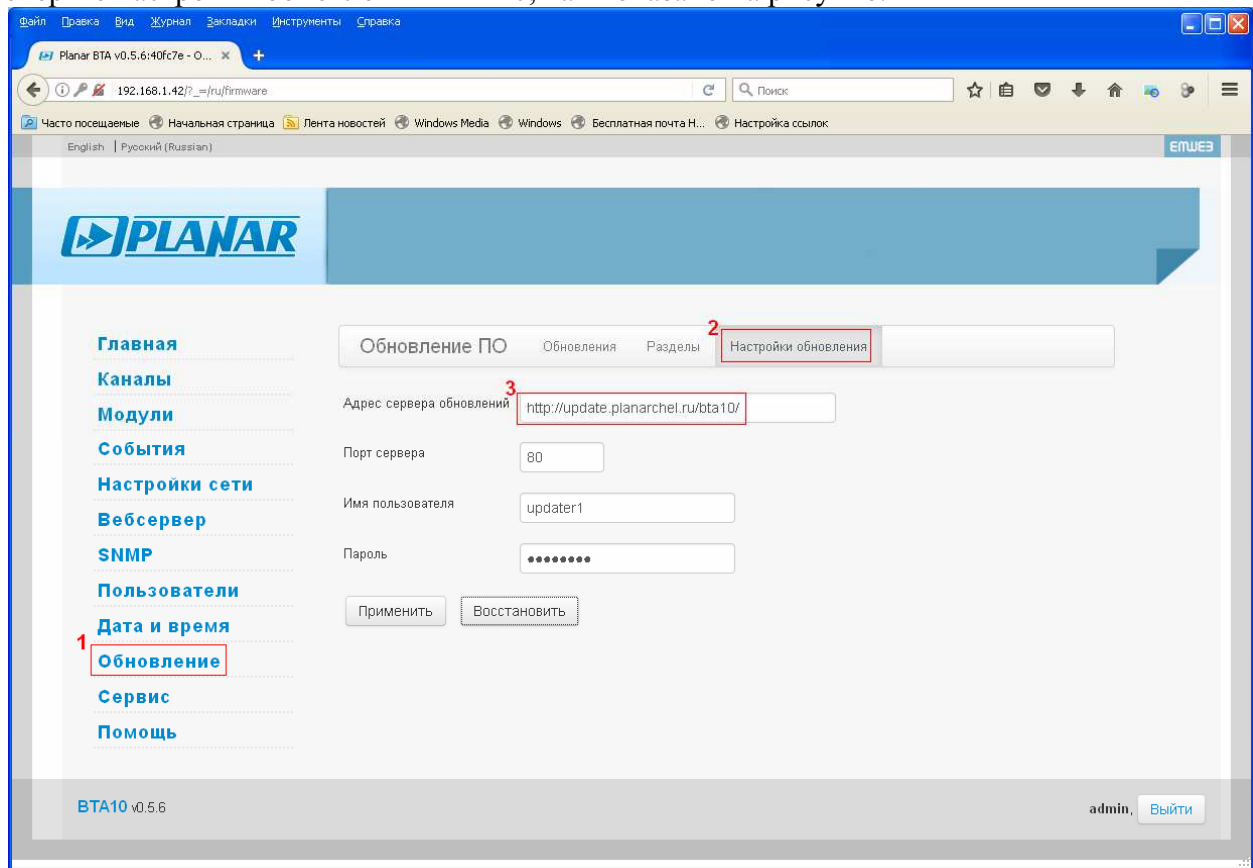 Файл Правка Вид Журнал Закладки Инструменты Справка
Planar BTA v0.5.6:40fc7e - О... × +
192.168.1.42/?_=/ru/firmware Поиск
Часто посещаемые Начальная страница Лента новостей Windows Media Windows Бесплатная почта H... Настройка ссылок
English | Русский (Russian) EMWEB
PLANAR
Главная
Каналы
Модули
События
Настройки сети
Вебсервер
SNMP
Пользователи
Дата и время
1
Обновление
Сервис
Помощь
Обновление ПО Обновления Разделы 2 Настройки обновления
3
Адрес сервера обновлений http://update.planarchel.ru/bta10/
Порт сервера 80
Имя пользователя updater1
Пароль ••••••••
Применить Восстановить
BTA10 v0.5.6 admin, Выйти